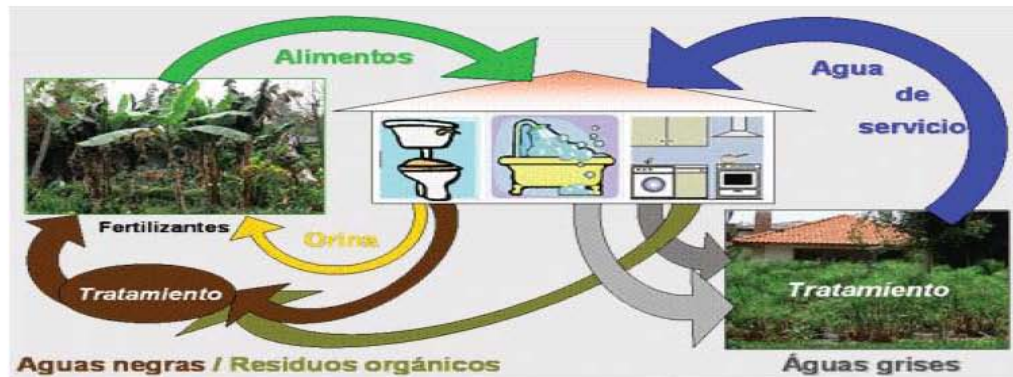 Alimentos
Agua
de
servicio
Fertilizantes
Orina
Tratamiento
Tratamiento
Aguas negras / Residuos orgánicos
Águas grises